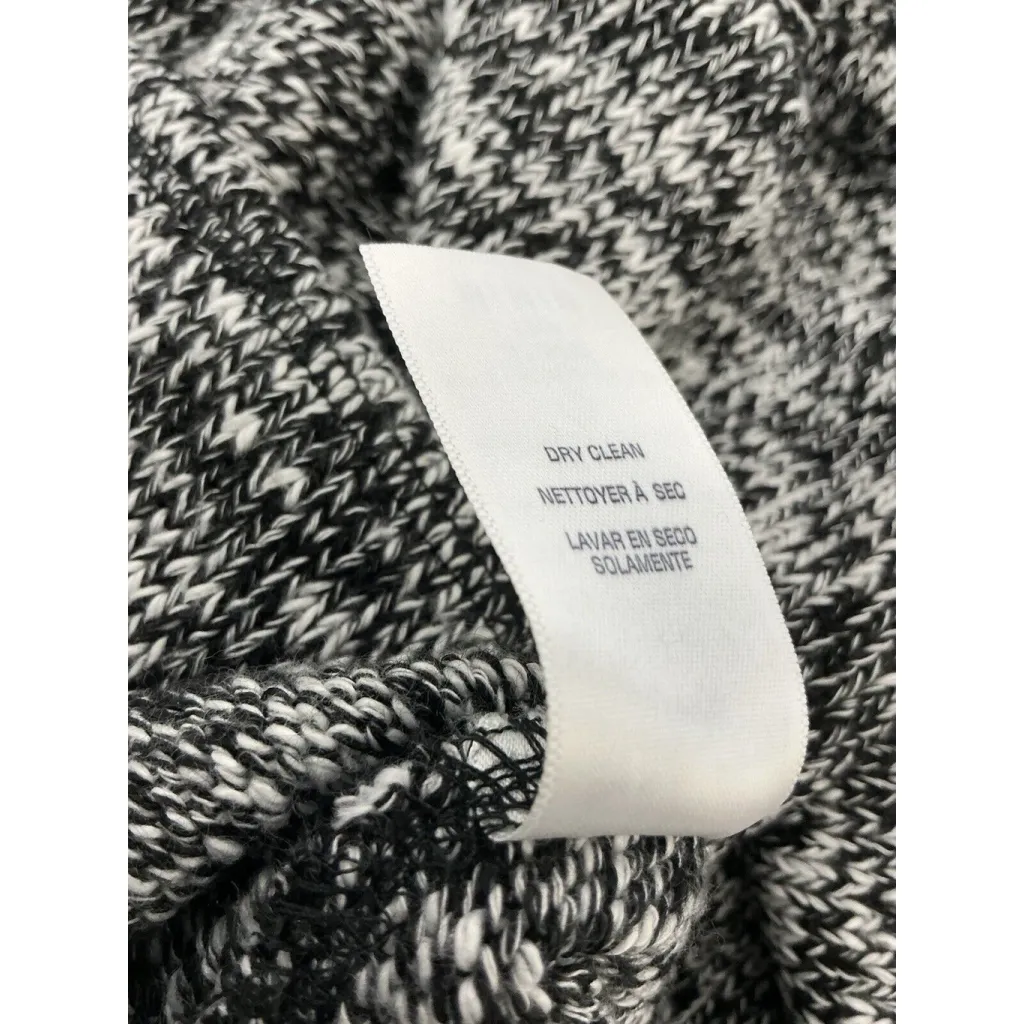 DRY CLEAN
NETTOYER À SEC
LAVAR EN SECO
SOLAMENTE